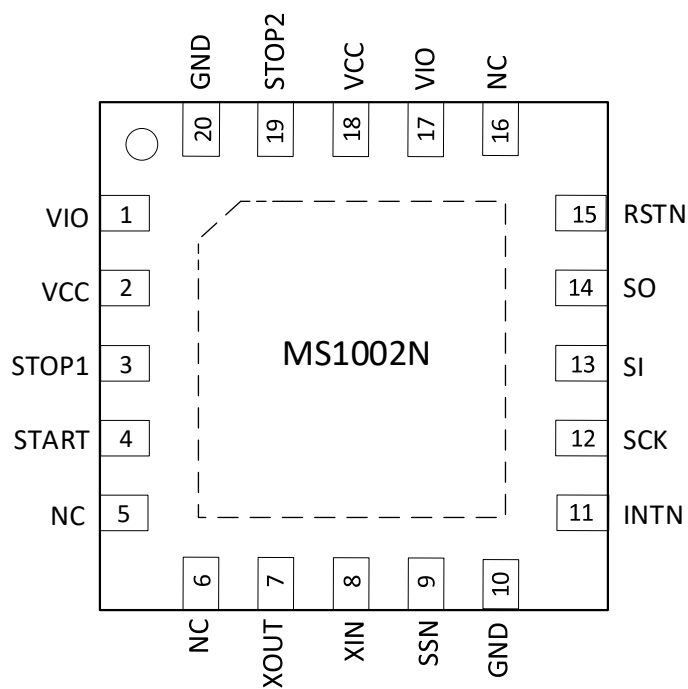 GND
STOP2
VCC
VIO
NC
20
19
18
17
16
VIO 1
VCC 2
STOP1 3
START 4
NC 5
MS1002N
15 RSTN
14 SO
13 SI
12 SCK
11 INTN
6
7
8
9
10
NC
XOUT
XIN
SSN
GND